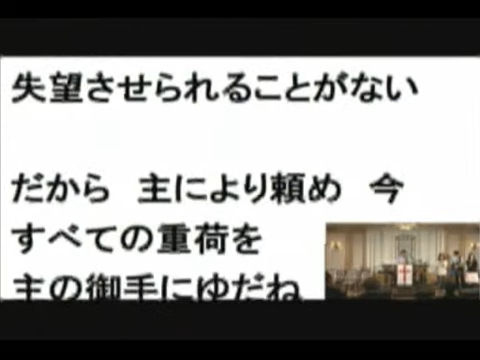 失望させられることがない
だから 主により頼め 今
すべての重荷を
主の御手にゆだね